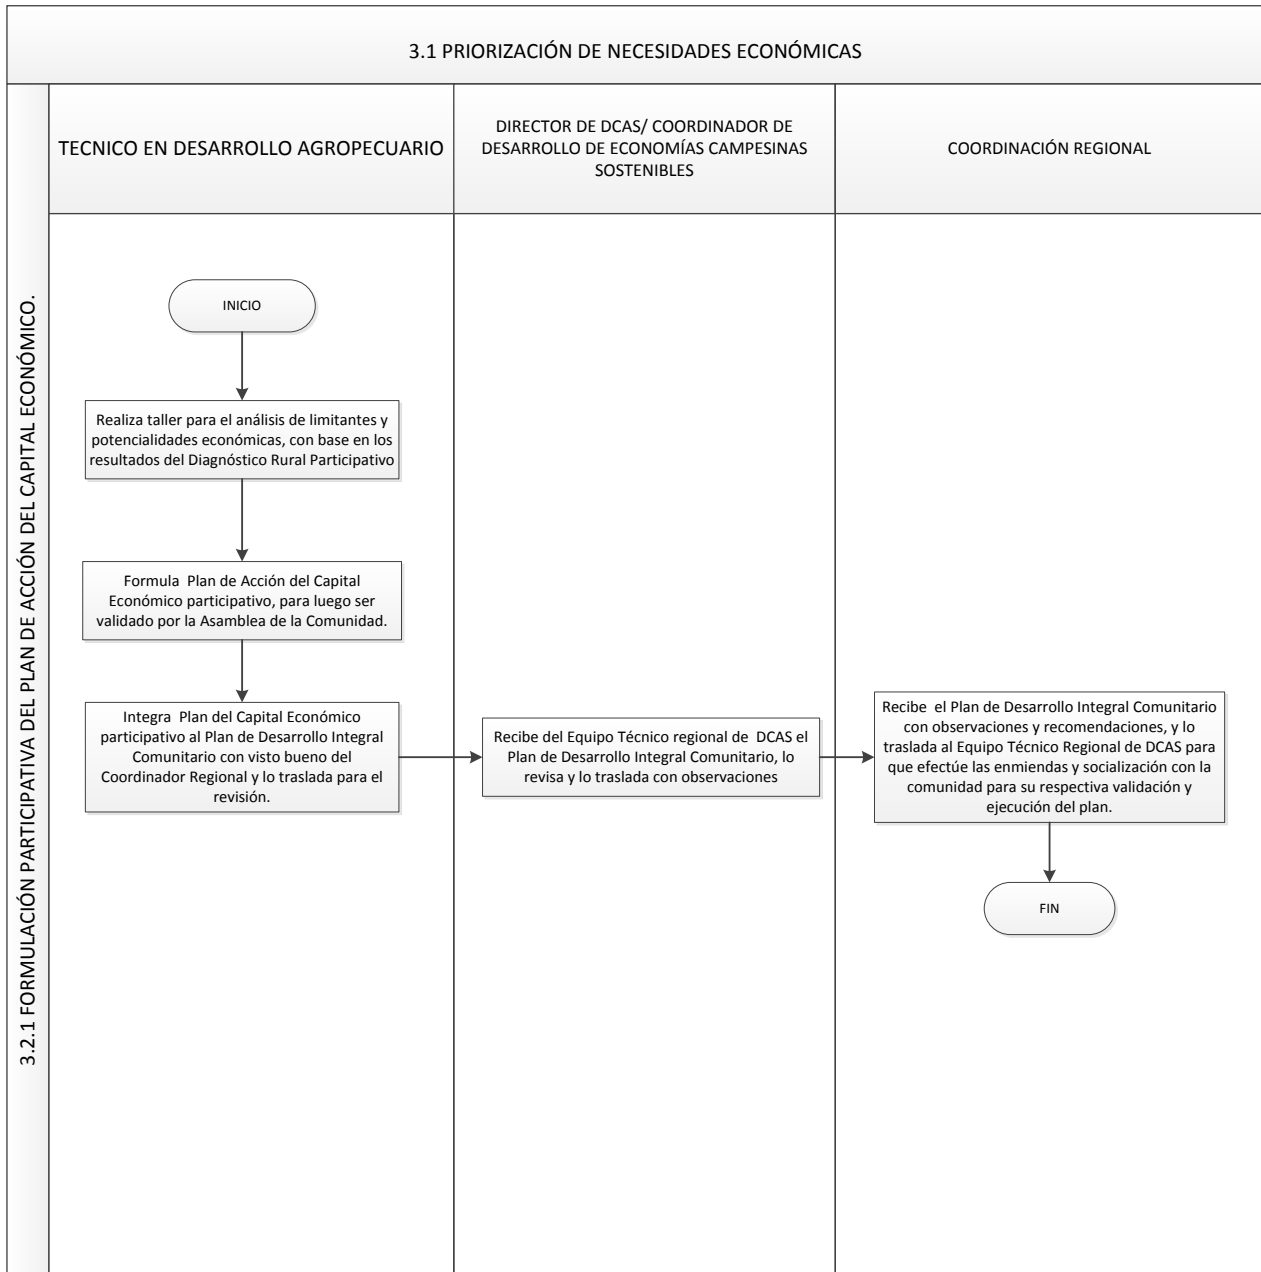 3.1 PRIORIZACIÓN DE NECESIDADES ECONÓMICAS
3.2.1 FORMULACIÓN PARTICIPATIVA DEL PLAN DE ACCIÓN DEL CAPITAL ECONÓMICO.
TECNICO EN DESARROLLO AGROPECUARIO
DIRECTOR DE DCAS/ COORDINADOR DE
DESARROLLO DE ECONOMÍAS CAMPESINAS
SOSTENIBLES
COORDINACIÓN REGIONAL
INICIO
Realiza taller para el análisis de limitantes y
potencialidades económicas, con base en los
resultados del Diagnóstico Rural Participativo
Formula Plan de Acción del Capital
Económico participativo, para luego ser
validado por la Asamblea de la Comunidad.
Integra Plan del Capital Económico
participativo al Plan de Desarrollo Integral
Comunitario con visto bueno del
Coordinador Regional y lo traslada para el
revisión.
Recibe del Equipo Técnico regional de DCAS el
Plan de Desarrollo Integral Comunitario, lo
revisa y lo traslada con observaciones
Recibe el Plan de Desarrollo Integral Comunitario
con observaciones y recomendaciones, y lo
traslada al Equipo Técnico Regional de DCAS para
que efectúe las enmiendas y socialización con la
comunidad para su respectiva validación y
ejecución del plan.
FIN